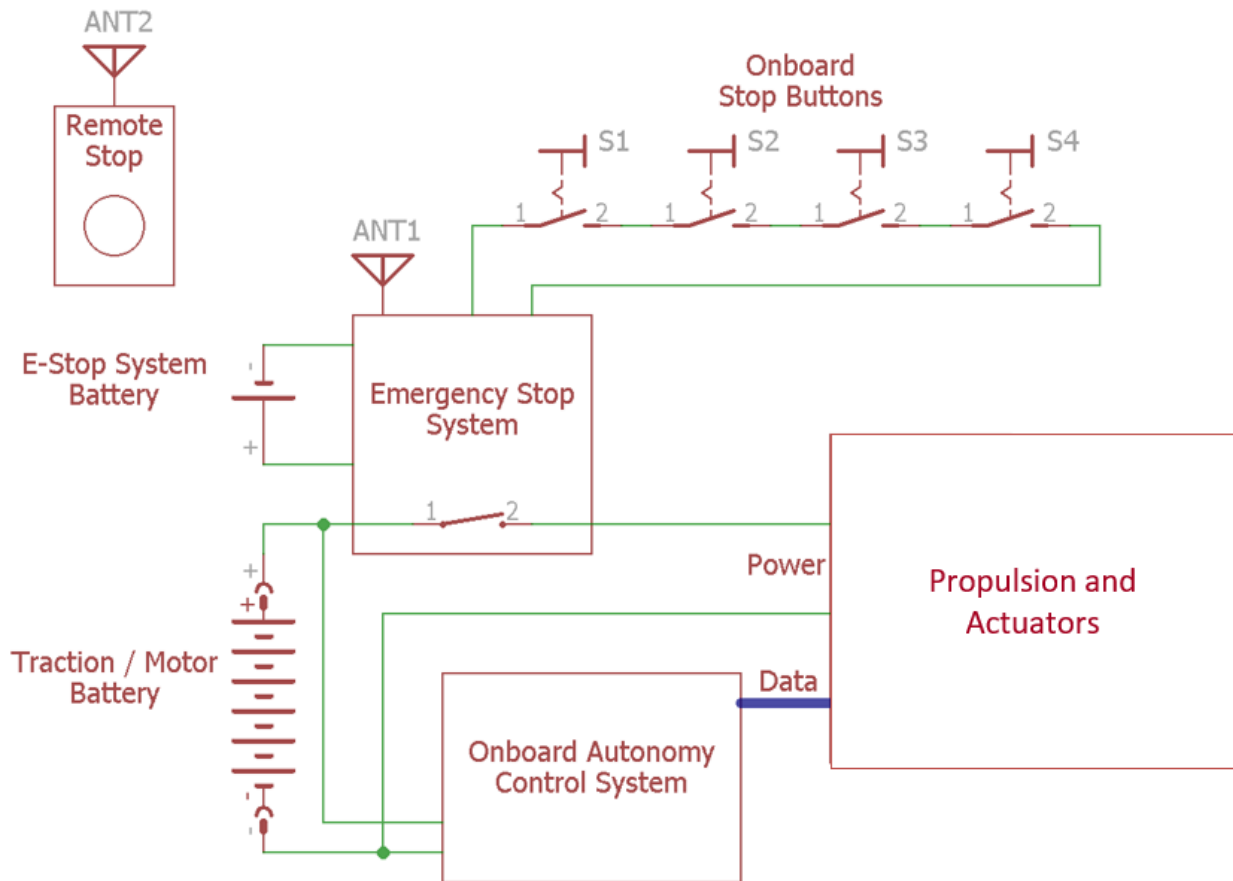 ANT2
Remote
Stop
Onboard
Stop Buttons
S1
S2
S3
S4
1
2
1
2
1
2
1
2
ANT1
E-Stop System
Battery
-
+
Emergency Stop
System
1
2
Power
Propulsion and
Actuators
+
+
Traction / Motor
Battery
-
-
Data
Onboard Autonomy
Control System